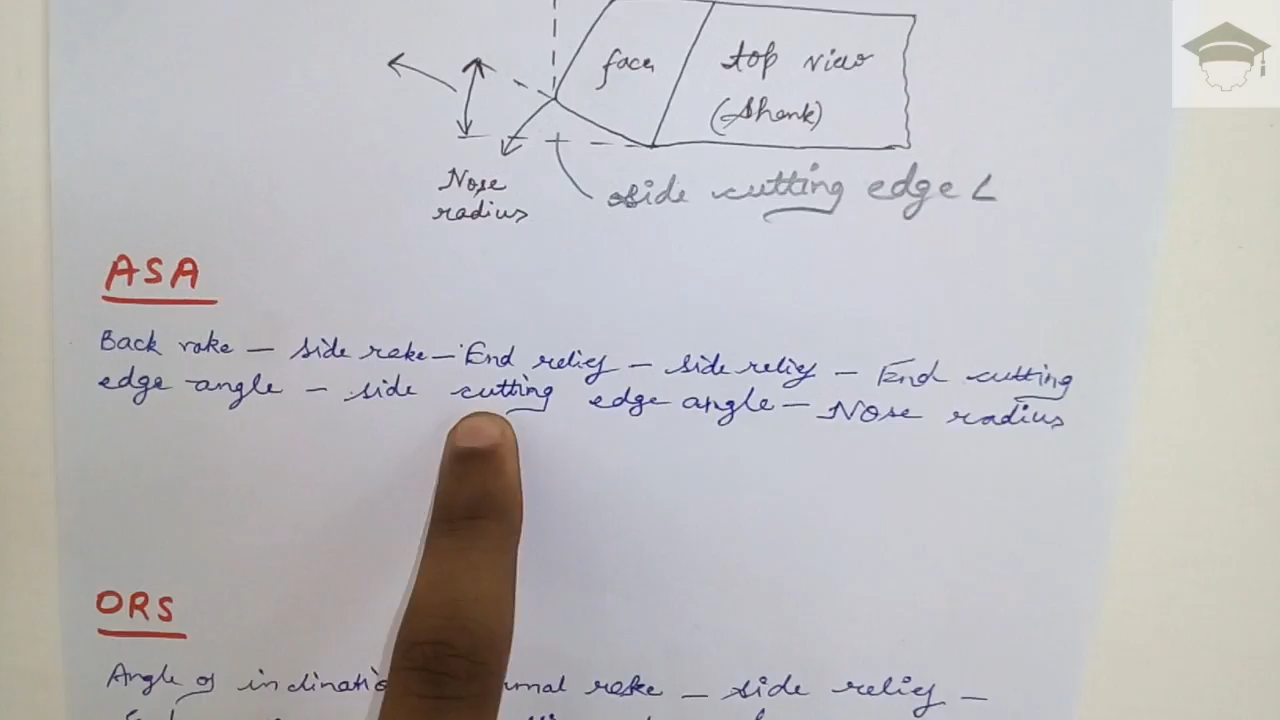 face top view
(Shank)
Nose
radius
side cutting edge ∠
ASA
Back rake – side rake – End relief – side relief – End cutting
edge angle – side cutting edge angle – Nose radius
ORS
Angle of inclinatio rmal rake – side relief –